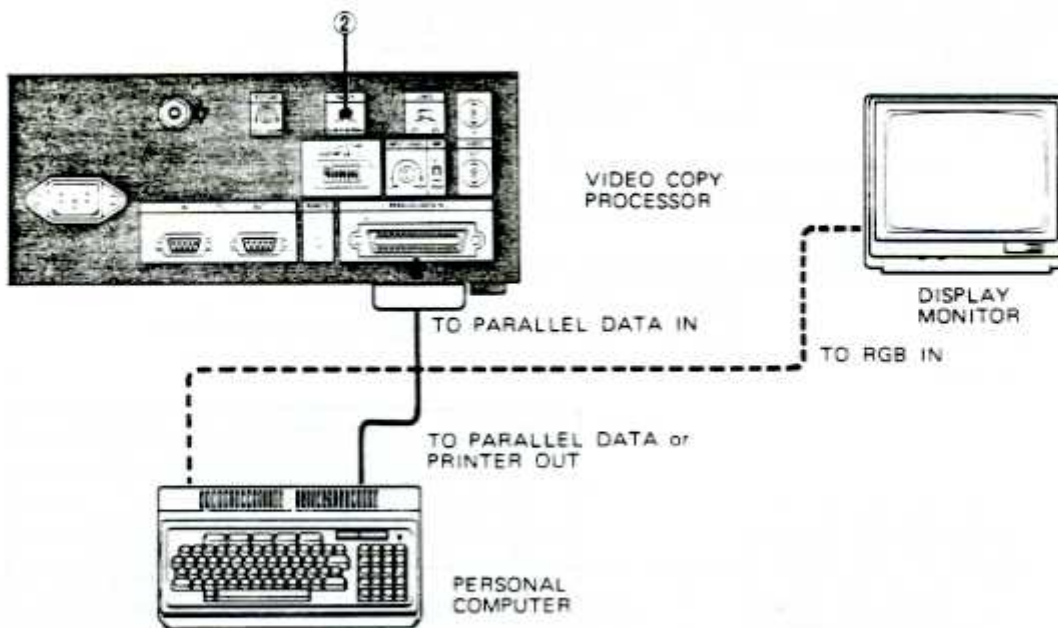 ②
VIDEO COPY
PROCESSOR
DISPLAY
MONITOR
TO PARALLEL DATA IN
TO RGB IN
TO PARALLEL DATA or
PRINTER OUT
PERSONAL
COMPUTER